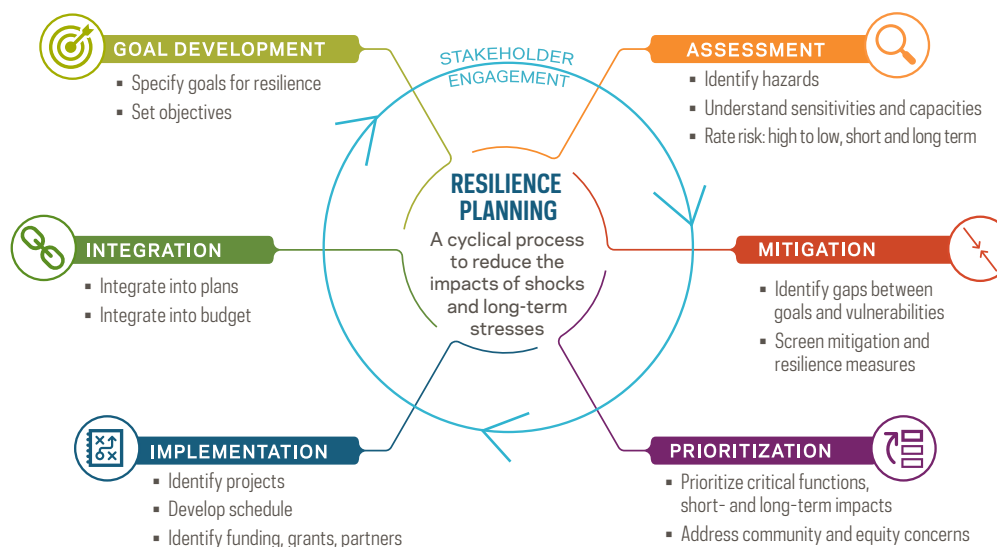 GOAL DEVELOPMENT
▪ Specify goals for resilience
▪ Set objectives
STAKEHOLDER
ENGAGEMENT
ASSESSMENT
▪ Identify hazards
▪ Understand sensitivities and capacities
▪ Rate risk: high to low, short and long term
RESILIENCE
PLANNING
A cyclical process
to reduce the
impacts of shocks
and long-term
stresses
INTEGRATION
▪ Integrate into plans
▪ Integrate into budget
MITIGATION
▪ Identify gaps between
goals and vulnerabilities
▪ Screen mitigation and
resilience measures
IMPLEMENTATION
▪ Identify projects
▪ Develop schedule
▪ Identify funding, grants, partners
PRIORITIZATION
▪ Prioritize critical functions,
short- and long-term impacts
▪ Address community and equity concerns